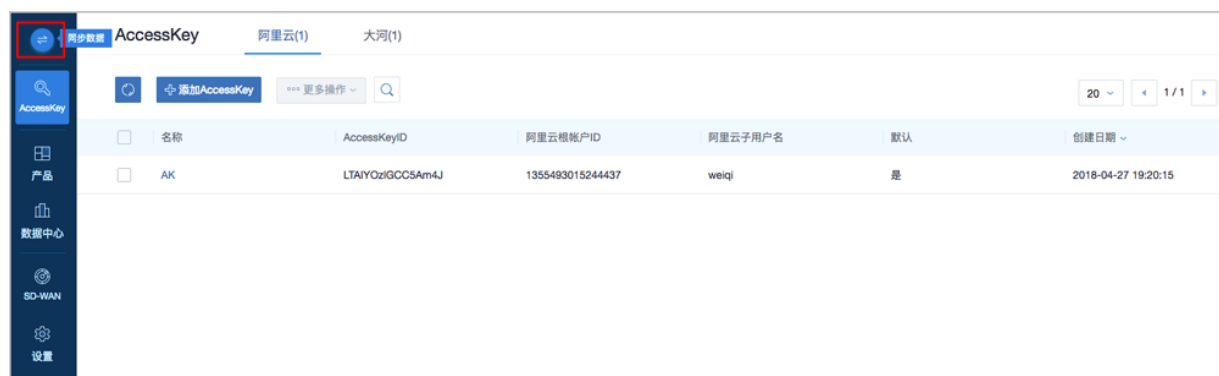 同步数据
AccessKey 阿里云(1) 大河(1)
AccessKey
添加AccessKey 更多操作
20 1 / 1
名称 AccessKeyID 阿里云根帐户ID 阿里云子用户名 默认 创建日期
AK LTAIYOzlGCC5Am4J 1355493015244437 weiqi 是 2018-04-27 19:20:15
产品
数据中心
SD-WAN
设置